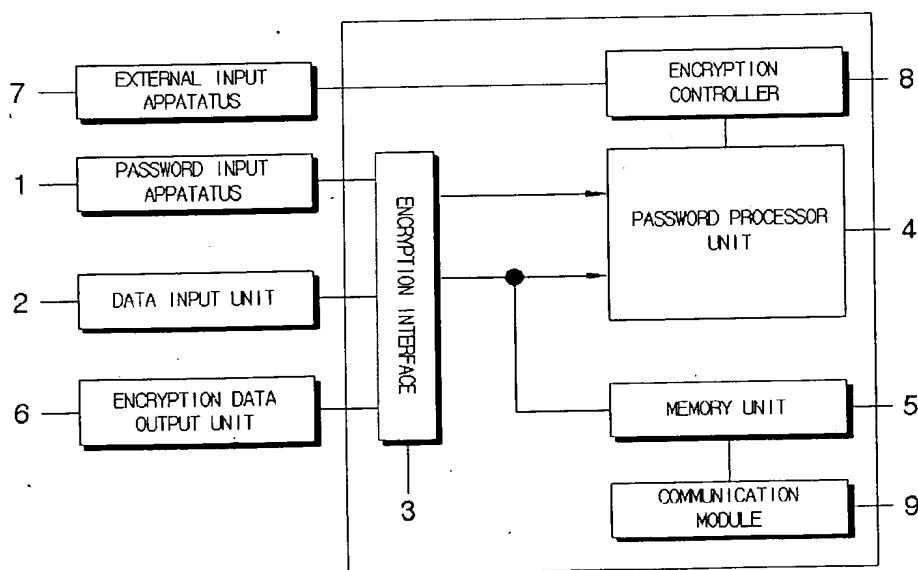 7
EXTERNAL INPUT
APPATATUS
ENCRYPTION
CONTROLLER
8
1
PASSWORD INPUT
APPATATUS
ENCRYPTION INTERFACE
PASSWORD PROCESSOR
UNIT
4
2
DATA INPUT UNIT
6
ENCRYPTION DATA
OUTPUT UNIT
MEMORY UNIT
5
3
COMMUNICATION
MODULE
9